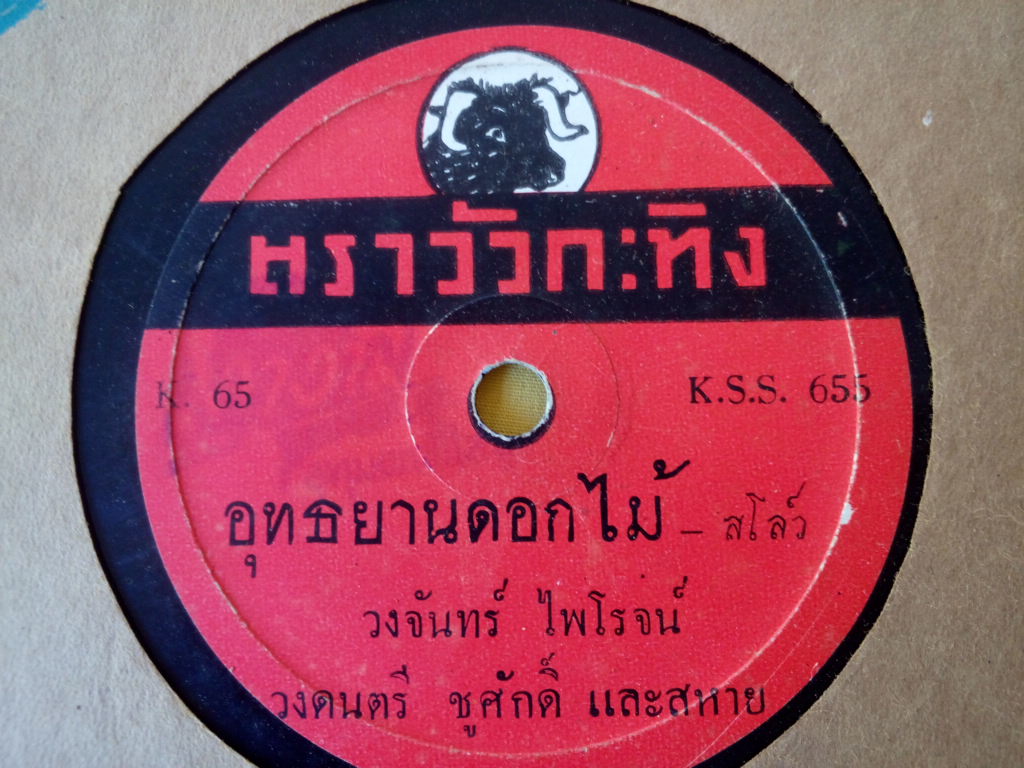 ตราวัวกะทิง
K. 65 K.S.S. 655
อุทธยานดอกไม้ - สโลว์
วงจันทร์ ไพโรจน์
วงดนตรี ชูศักดิ์ และสหาย